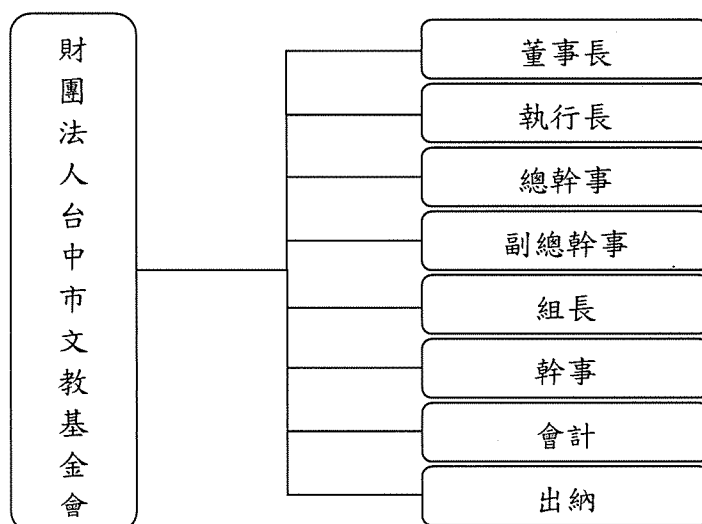 財團法人台中市文教基金會
董事長
執行長
總幹事
副總幹事
組長
幹事
會計
出納